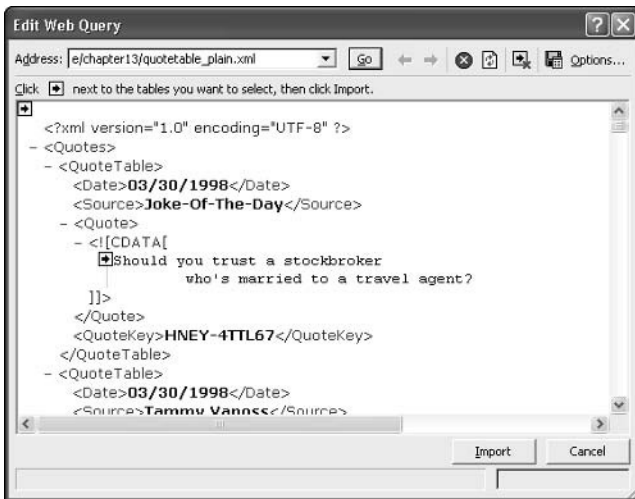 Edit Web Query
Address: e/chapter13/quotetable_plain.xml Go Options...
Click next to the tables you want to select, then click Import.
<?xml version="1.0" encoding="UTF-8" ?>
- <Quotes>
- <QuoteTable>
<Date>03/30/1998</Date>
<Source>Joke-Of-The-Day</Source>
- <Quote>
- <![CDATA[
Should you trust a stockbroker
who's married to a travel agent?
]]>
</Quote>
<QuoteKey>HNEY-4TTL67</QuoteKey>
</QuoteTable>
- <QuoteTable>
<Date>03/30/1998</Date>
<Source>Tammy Vanoss</Source>
Import Cancel